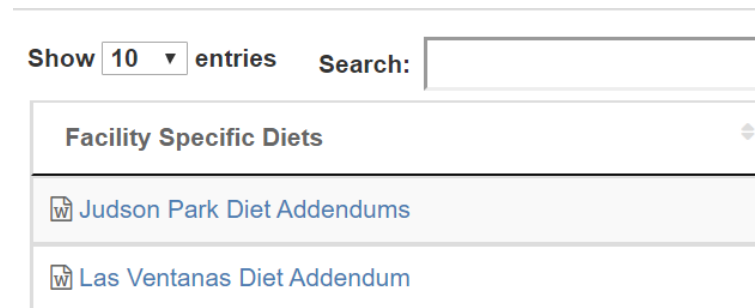 Show 10 entries Search:
Facility Specific Diets
Judson Park Diet Addendums
Las Ventanas Diet Addendum